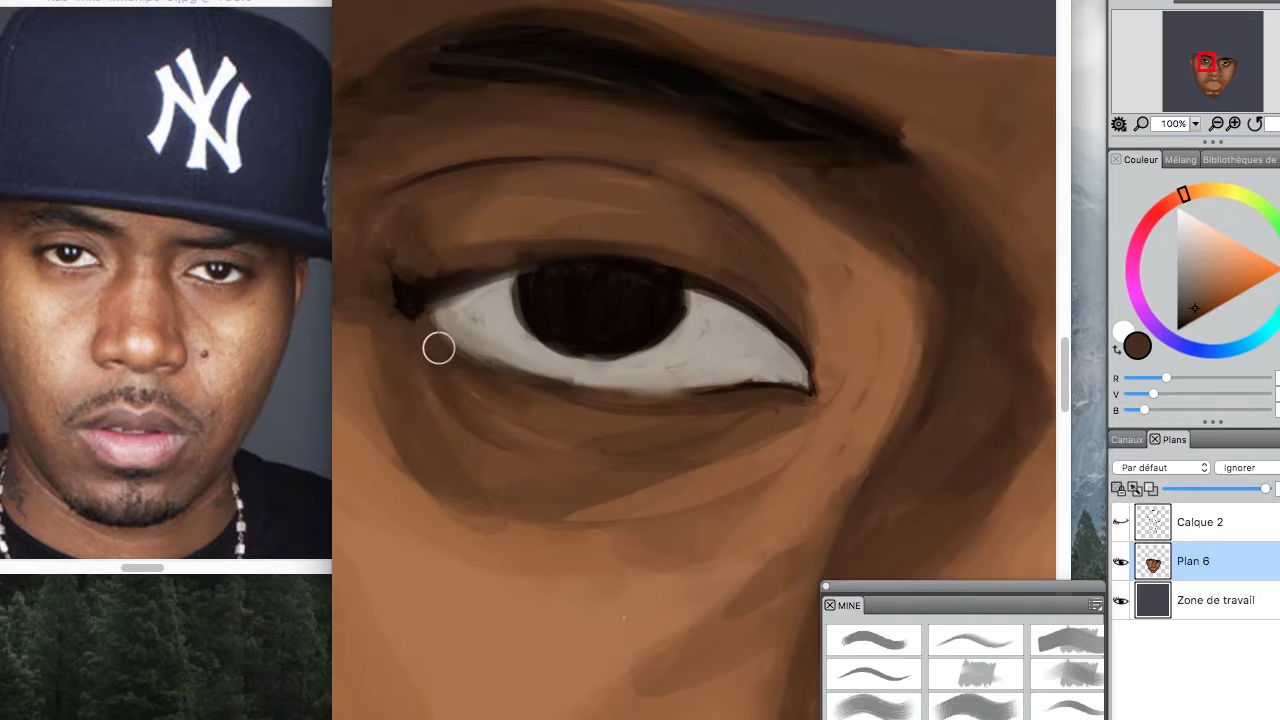 NY
100%
Couleur
Mélang
Bibliothèques de
R
V
B
Canaux
Plans
Par défaut
Ignorer
Calque 2
Plan 6
Zone de travail
MINE